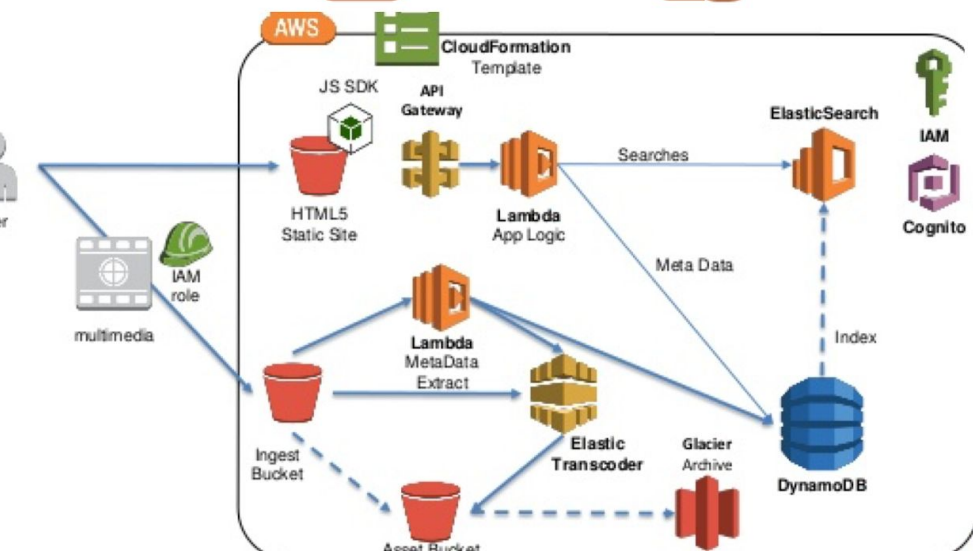 AWS
CloudFormation
Template
JS SDK
API
Gateway
ElasticSearch
IAM
Cognito
Searches
HTML5
Static Site
Lambda
App Logic
IAM
role
multimedia
Meta Data
Lambda
MetaData
Extract
Index
Ingest
Bucket
Elastic
Transcoder
Glacier
Archive
DynamoDB
Asset Bucket